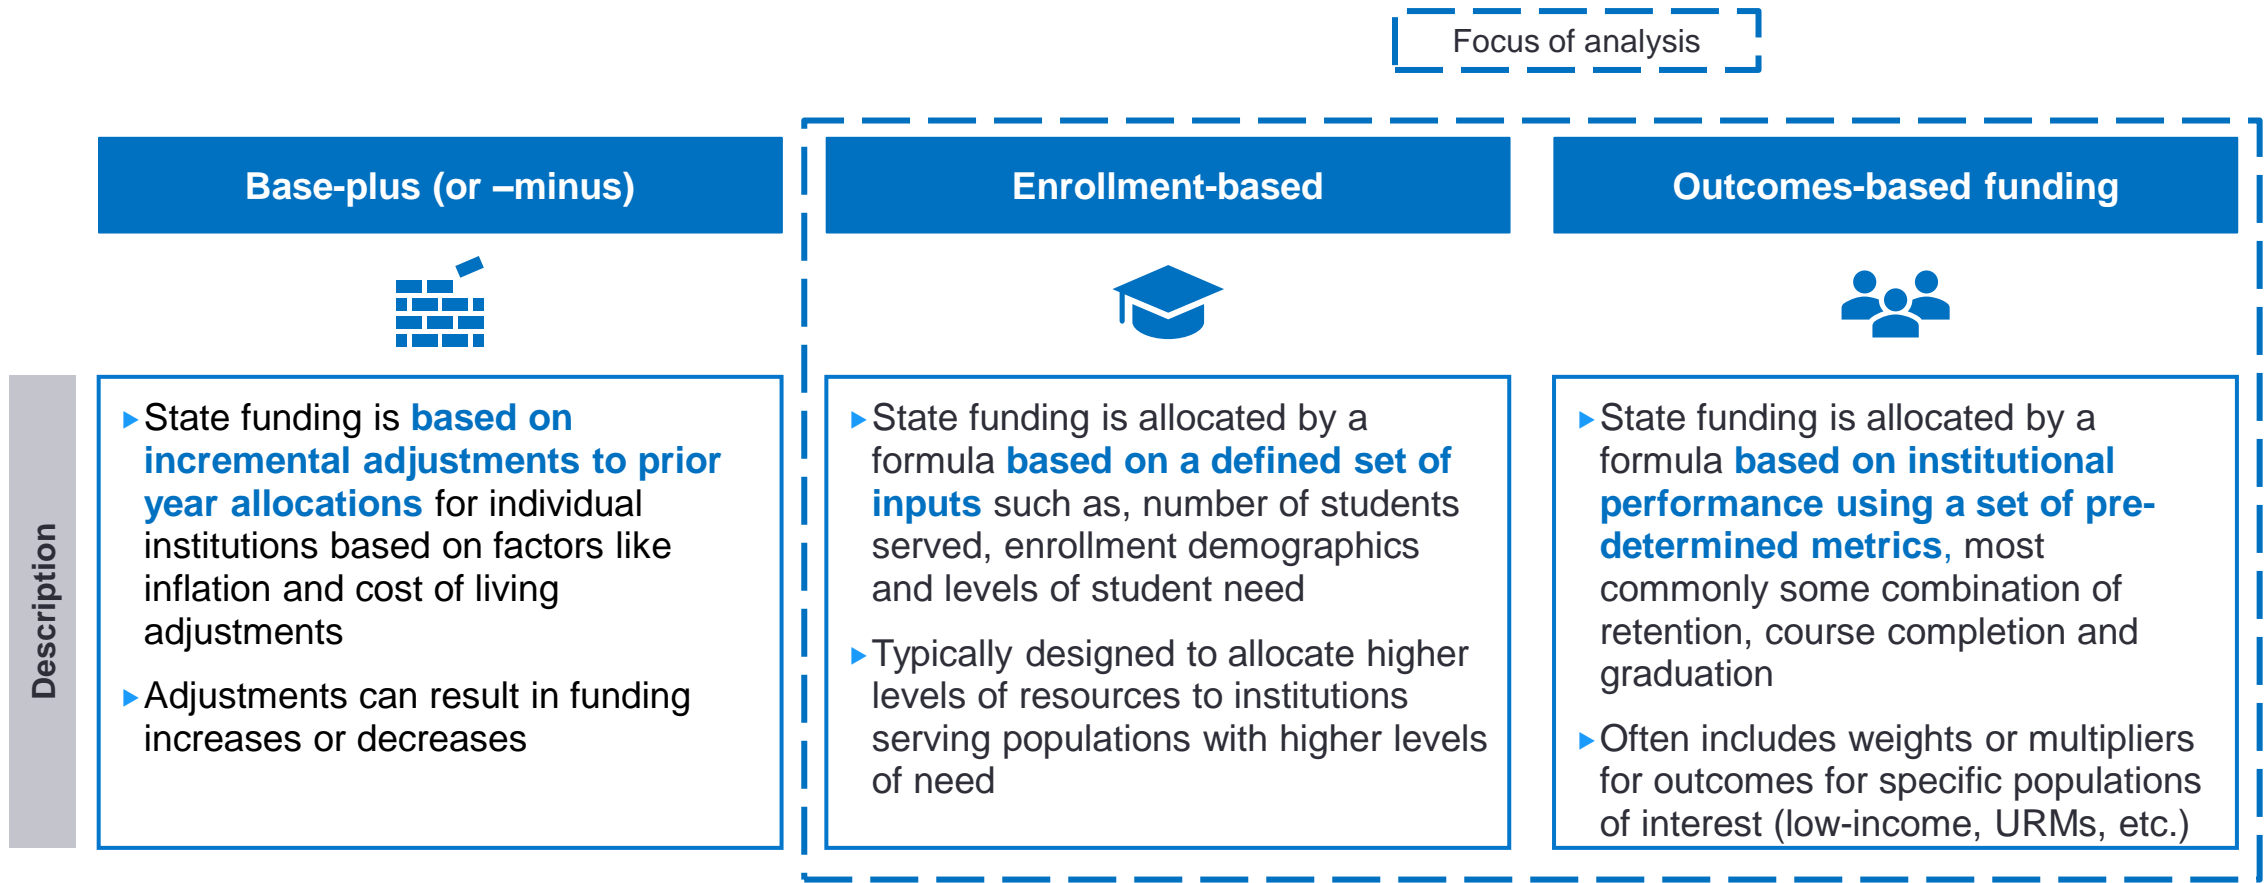 Focus of analysis
Base-plus (or –minus)
Enrollment-based
Outcomes-based funding
Description
▶State funding is based on
incremental adjustments to prior
year allocations for individual
institutions based on factors like
inflation and cost of living
adjustments
▶Adjustments can result in funding
increases or decreases
▶State funding is allocated by a
formula based on a defined set of
inputs such as, number of students
served, enrollment demographics
and levels of student need
▶Typically designed to allocate higher
levels of resources to institutions
serving populations with higher levels
of need
▶State funding is allocated by a
formula based on institutional
performance using a set of pre-
determined metrics, most
commonly some combination of
retention, course completion and
graduation
▶Often includes weights or multipliers
for outcomes for specific populations
of interest (low-income, URMs, etc.)